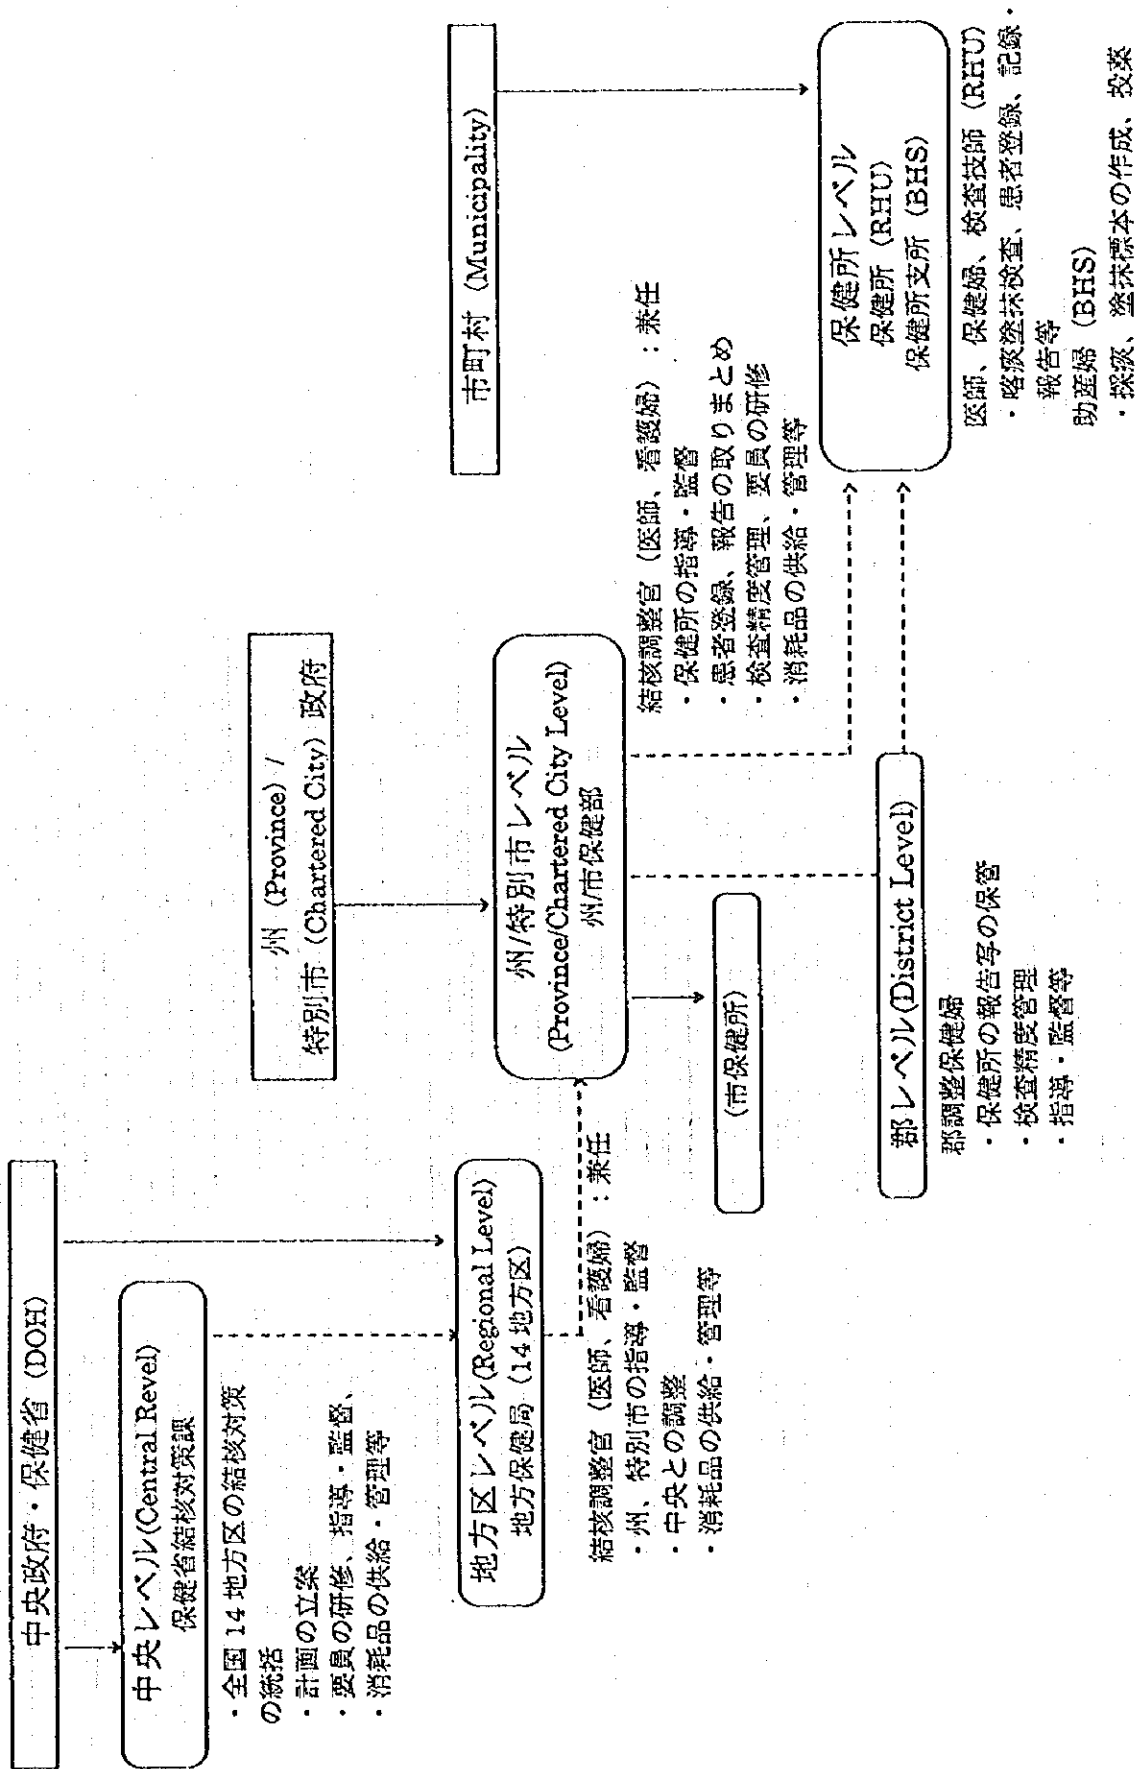 中央政府・保健省 (DOH)
中央レベル(Central Revel)
保健省結核対策課
・全国 14 地方区の結核対策
の統括
・計画の立案
・要員の研修、指導・監督、
・消耗品の供給・管理等
地方区レベル(Regional Level)
地方保健局 (14 地方区)
結核調整官 (医師、看護婦) : 兼任
・州、特別市の指導・監督
・中央との調整
・消耗品の供給・管理等
州 (Province) /
特別市 (Chartered City) 政府
州/特別市レベル
(Province/Chartered City Level)
州/市保健部
結核調整官 (医師、看護婦) : 兼任
・保健所の指導・監督
・患者登録、報告の取りまとめ
・検査精度管理、要員の研修
・消耗品の供給・管理等
(市保健所)
郡レベル(District Level)
郡調整保健婦
・保健所の報告写の保管
・検査精度管理
・指導・監督等
市町村 (Municipality)
保健所レベル
保健所 (RHU)
保健所支所 (BHS)
医師、保健婦、検査技師 (RHU)
・喀痰塗抹検査、患者登録、記録・
報告等
助産婦 (BHS)
・採痰、塗抹標本の作成、投薬